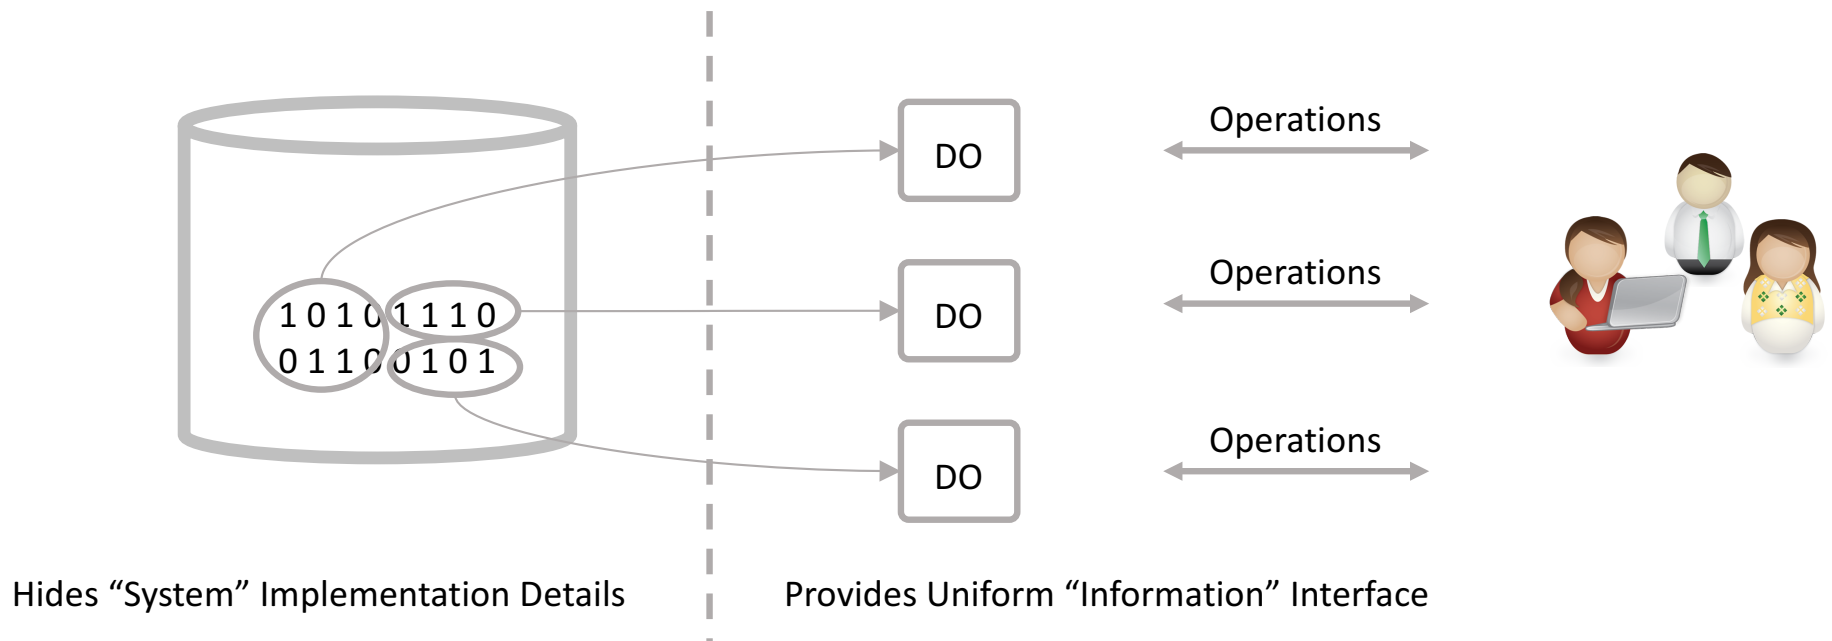 Operations
DO
Operations
DO
1 0 1 0 1 1 1 0
0 1 1 0 0 1 0 1
Operations
DO
Hides “System” Implementation Details
Provides Uniform “Information” Interface